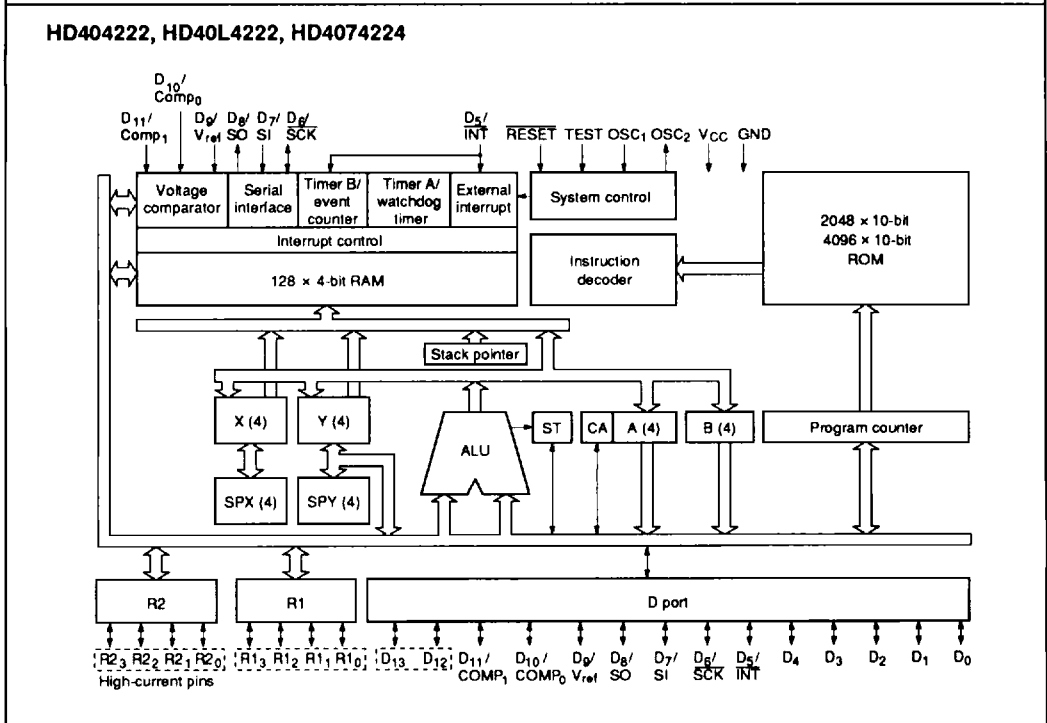 HD404222, HD40L4222, HD4074224
D10/
Comp0
D11/ D9/ D8/ D7/ D6/ D5/
Comp1 Vref SO SI SCK INT RESET TEST OSC1 OSC2 VCC GND
Voltage comparator
Serial interface
Timer B/ event counter
Timer A/ watchdog timer
External interrupt
System control
2048 × 10-bit
4096 × 10-bit
ROM
Interrupt control
Instruction
decoder
128 × 4-bit RAM
Stack pointer
X (4) Y (4) ALU ST CA A (4) B (4) Program counter
SPX (4) SPY (4)
R2 R1 D port
R23 R22 R21 R20 R13 R12 R11 R10 D13 D12 D11/ D10/ D9/ D8/ D7/ D6/ D5/ D4 D3 D2 D1 D0
High-current pins COMP1 COMP0 Vref SO SI SCK INT